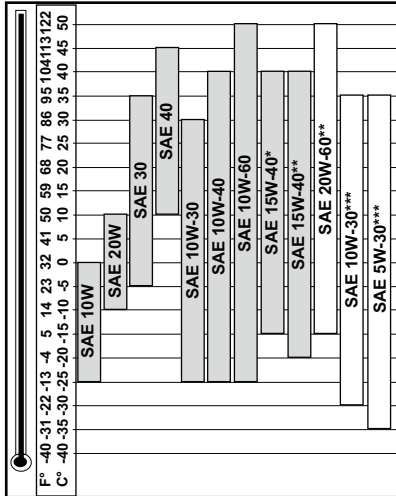 F° -40 -31 -22 -13 -4 5 14 23 32 41 50 59 68 77 86 95 104 113 122
C° -40 -35 -30 -25 -20 -15 -10 -5 0 5 10 15 20 25 30 35 40 45 50
SAE 10W
SAE 20W
SAE 30
SAE 40
SAE 10W-30
SAE 10W-40
SAE 10W-60
SAE 15W-40*
SAE 15W-40**
SAE 20W-60**
SAE 10W-30***
SAE 5W-30***